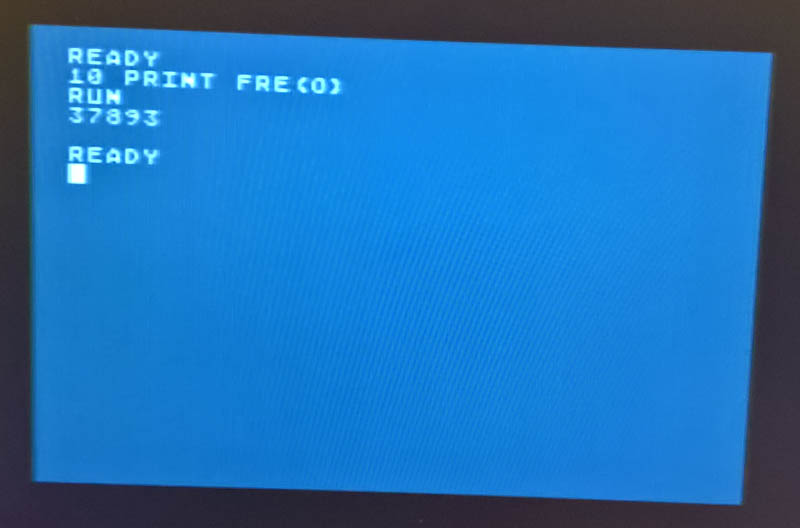 READY
10 PRINT FRE(0)
RUN
37893
READY